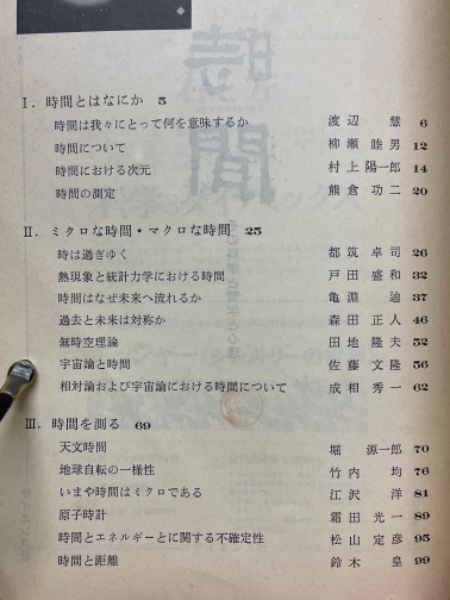 時間
I. 時間とはなにか 5
時間は我々にとって何を意味するか 渡辺 慧 6
時間について 柳瀬睦男 12
時間における次元 村上陽一郎 14
時間の測定 熊倉功二 20
II. ミクロな時間・マクロな時間 25
時は過ぎゆく 都筑卓司 26
熱現象と統計力学における時間 戸田盛和 32
時間はなぜ未来へ流れるか 亀淵 迪 37
過去と未来は対称か 森田正人 46
無時空理論 田地隆夫 52
宇宙論と時間 佐藤文隆 56
相対論および宇宙論における時間について 成相秀一 62
III. 時間を測る 69
天文時間 堀 源一郎 70
地球自転の一様性 竹内 均 76
いまや時間はミクロである 江沢 洋 81
原子時計 霜田光一 89
時間とエネルギーとに関する不確定性 松山定彦 95
時間と距離 鈴木 皇 99